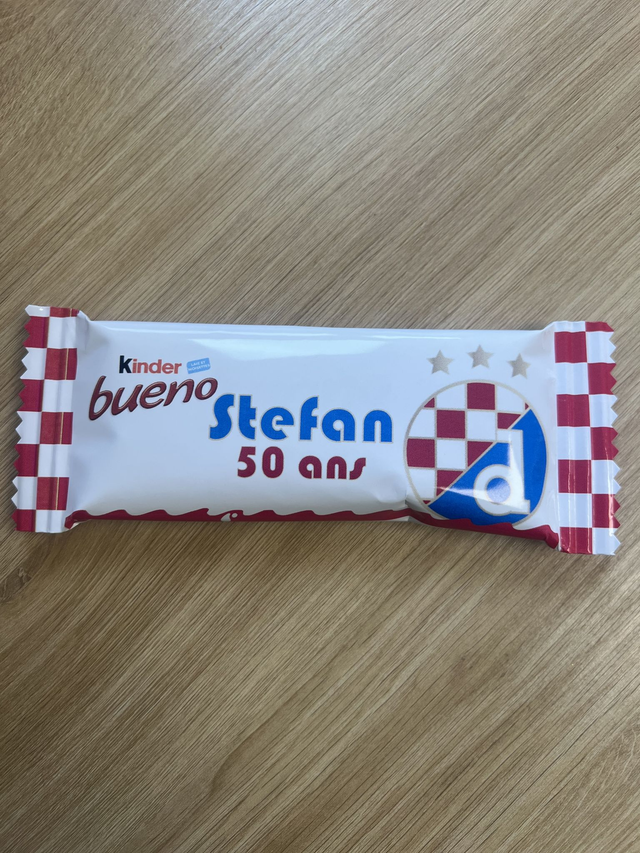 Kinder
bueno
Stefan
50 ans
d